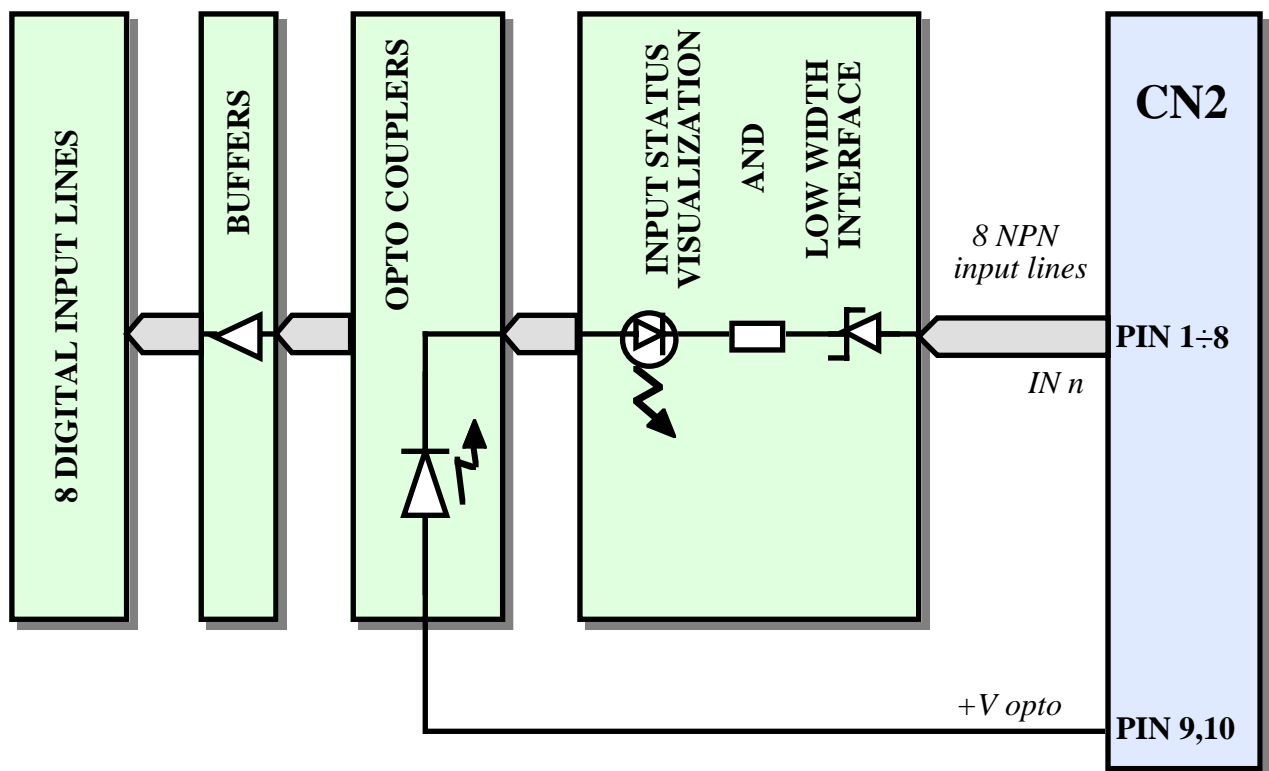 8 DIGITAL INPUT LINES
BUFFERS
OPTO COUPLERS
INPUT STATUS
VISUALIZATION
AND
LOW WIDTH
INTERFACE
8 NPN
input lines
IN n
+V opto
CN2
PIN 1÷8
PIN 9,10